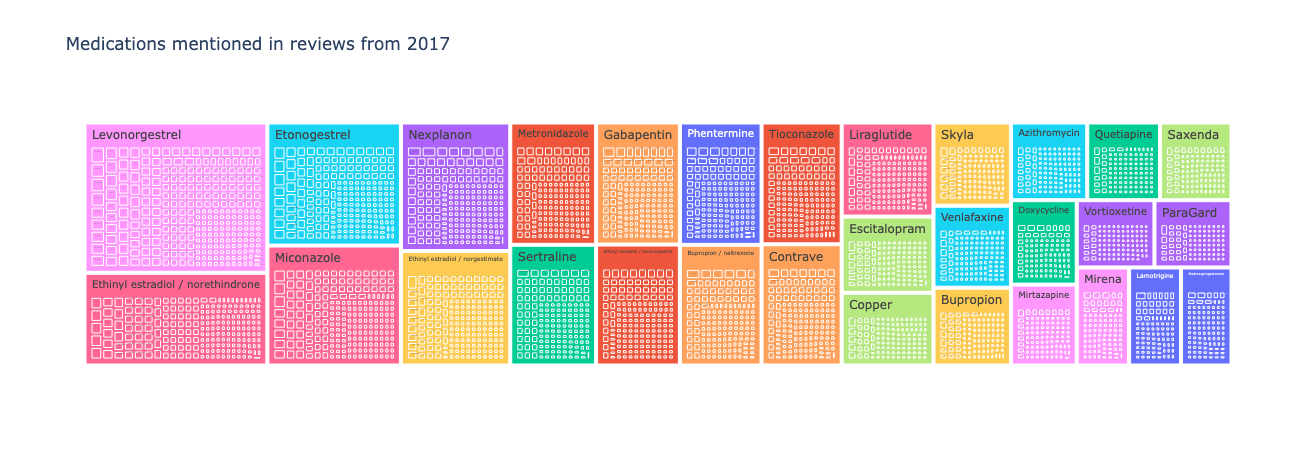 Medications mentioned in reviews from 2017
Levonorgestrel
Etonogestrel
Nexplanon
Metronidazole
Gabapentin
Phentermine
Tioconazole
Liraglutide
Skyla
Azithromycin
Quetiapine
Saxenda
Escitalopram
Venlafaxine
Doxycycline
Vortioxetine
ParaGard
Ethinyl estradiol / norethindrone
Miconazole
Ethinyl estradiol / norgestimate
Sertraline
Ethinyl estradiol / levonorgestrel
Bupropion / naltrexone
Contrave
Copper
Bupropion
Mirtazapine
Mirena
Lamotrigine
Medroxyprogesterone